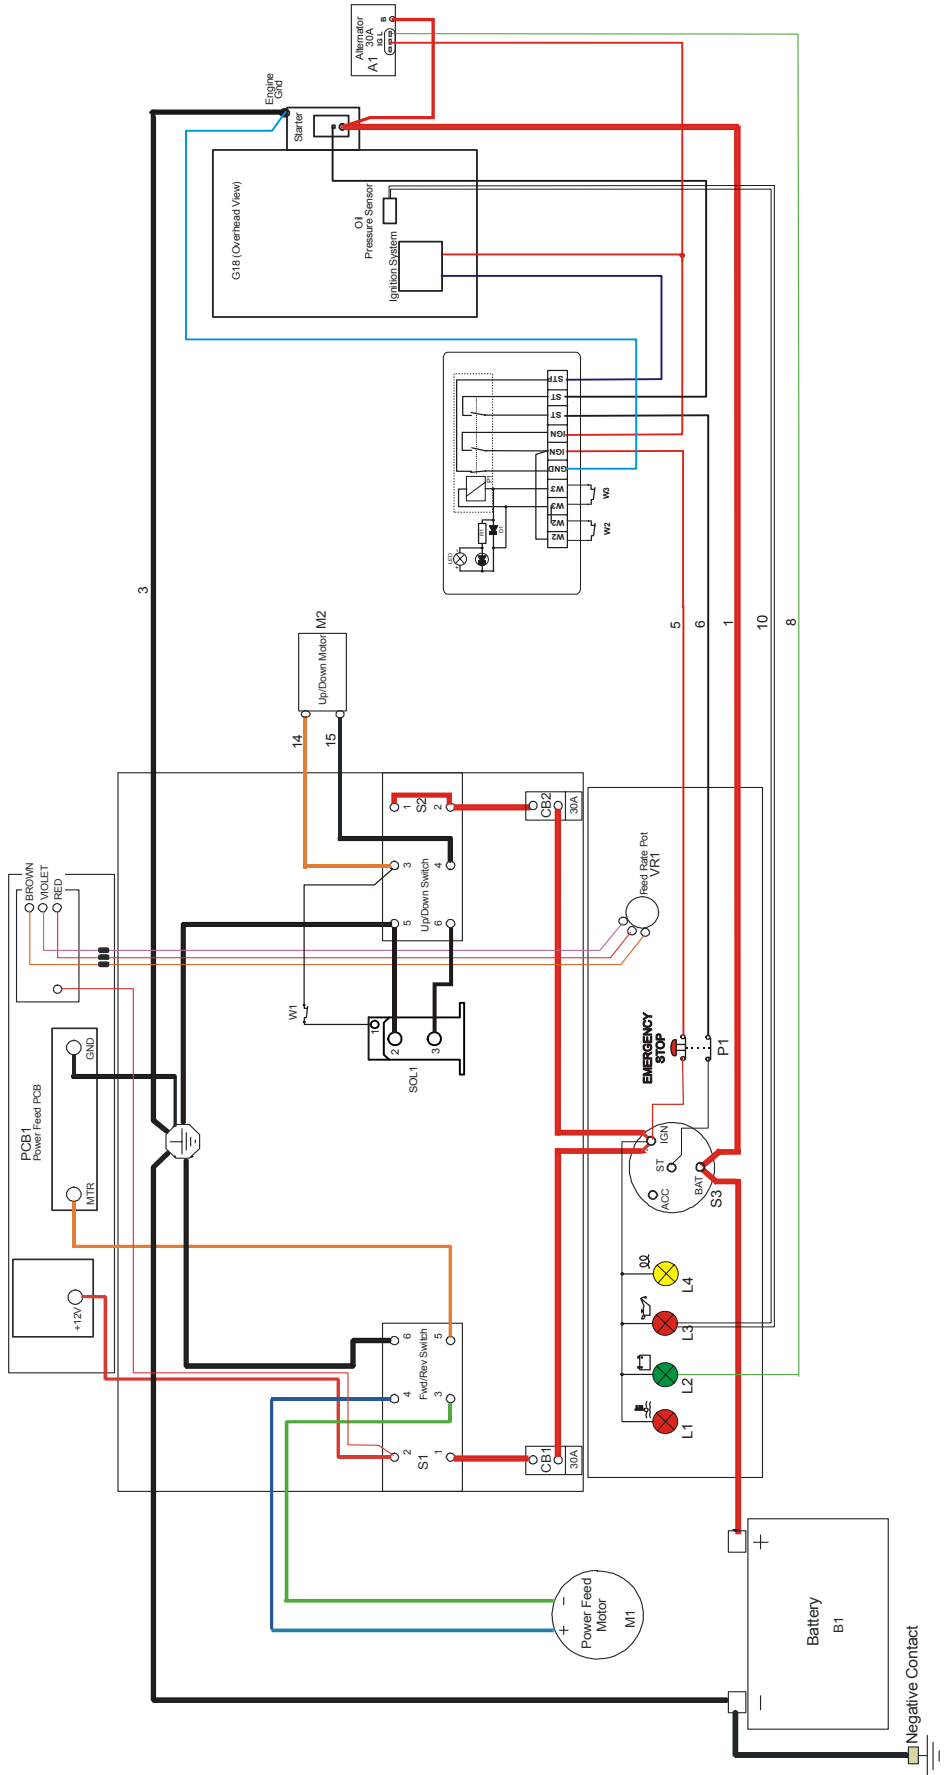 Alternator
30A
A1
IG L
B
Engine
Gnd
Starter
G18 (Overhead View)
Oil
Pressure Sensor
Ignition System
STP
ST
ST
IGN
IGN
GND
W3
W3
W2
W2
W3
W2
LED
R1
D1
3
M2
Up/Down Motor
14
15
5
6
1
10
8
BROWN
VIOLET
RED
S2
1
2
3
4
Up/Down Switch
5
6
CB2
30A
Feed Rate Pot
VR1
W1
1
2
3
SOL1
EMERGENCY
STOP
P1
PCB1
Power Feed PCB
GND
MTR
+12V
IGN
ST
ACC
BAT
S3
L4
L3
L2
L1
6
5
Fwd/Rev Switch
4
3
2
1
S1
CB1
30A
Power Feed
Motor
M1
+
−
+
−
Battery
B1
Negative Contact